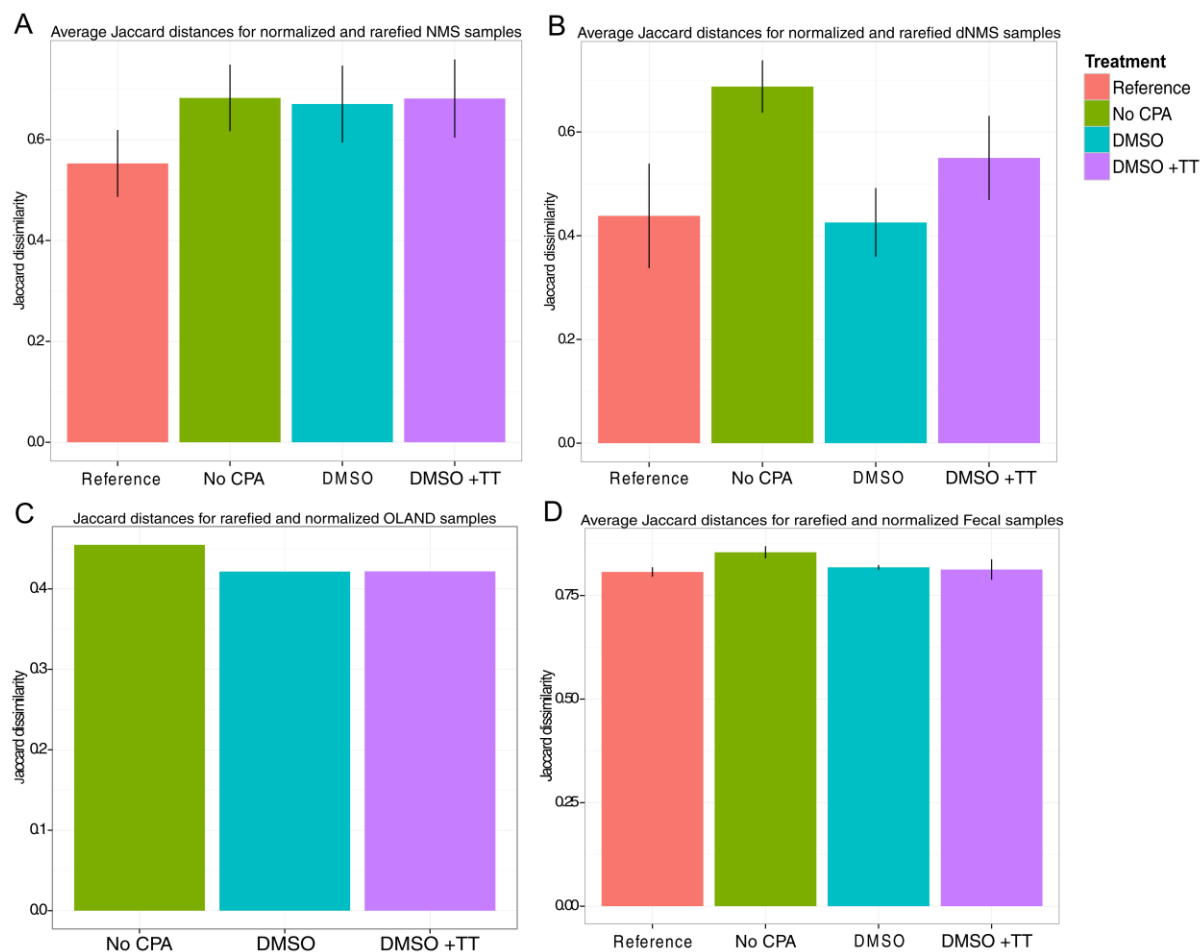 A
Average Jaccard distances for normalized and rarefied NMS samples
Jaccard dissimilarity
0.6
0.4
0.2
0.0
Reference No CPA DMSO DMSO +TT
B
Average Jaccard distances for normalized and rarefied dNMS samples
Jaccard dissimilarity
0.6
0.4
0.2
0.0
Reference No CPA DMSO DMSO +TT
Treatment
Reference
No CPA
DMSO
DMSO +TT
C
Jaccard distances for rarefied and normalized OLAND samples
Jaccard dissimilarity
0.4
0.3
0.2
0.1
0.0
No CPA DMSO DMSO +TT
D
Average Jaccard distances for rarefied and normalized Fecal samples
Jaccard dissimilarity
0.75
0.50
0.25
0.00
Reference No CPA DMSO DMSO +TT